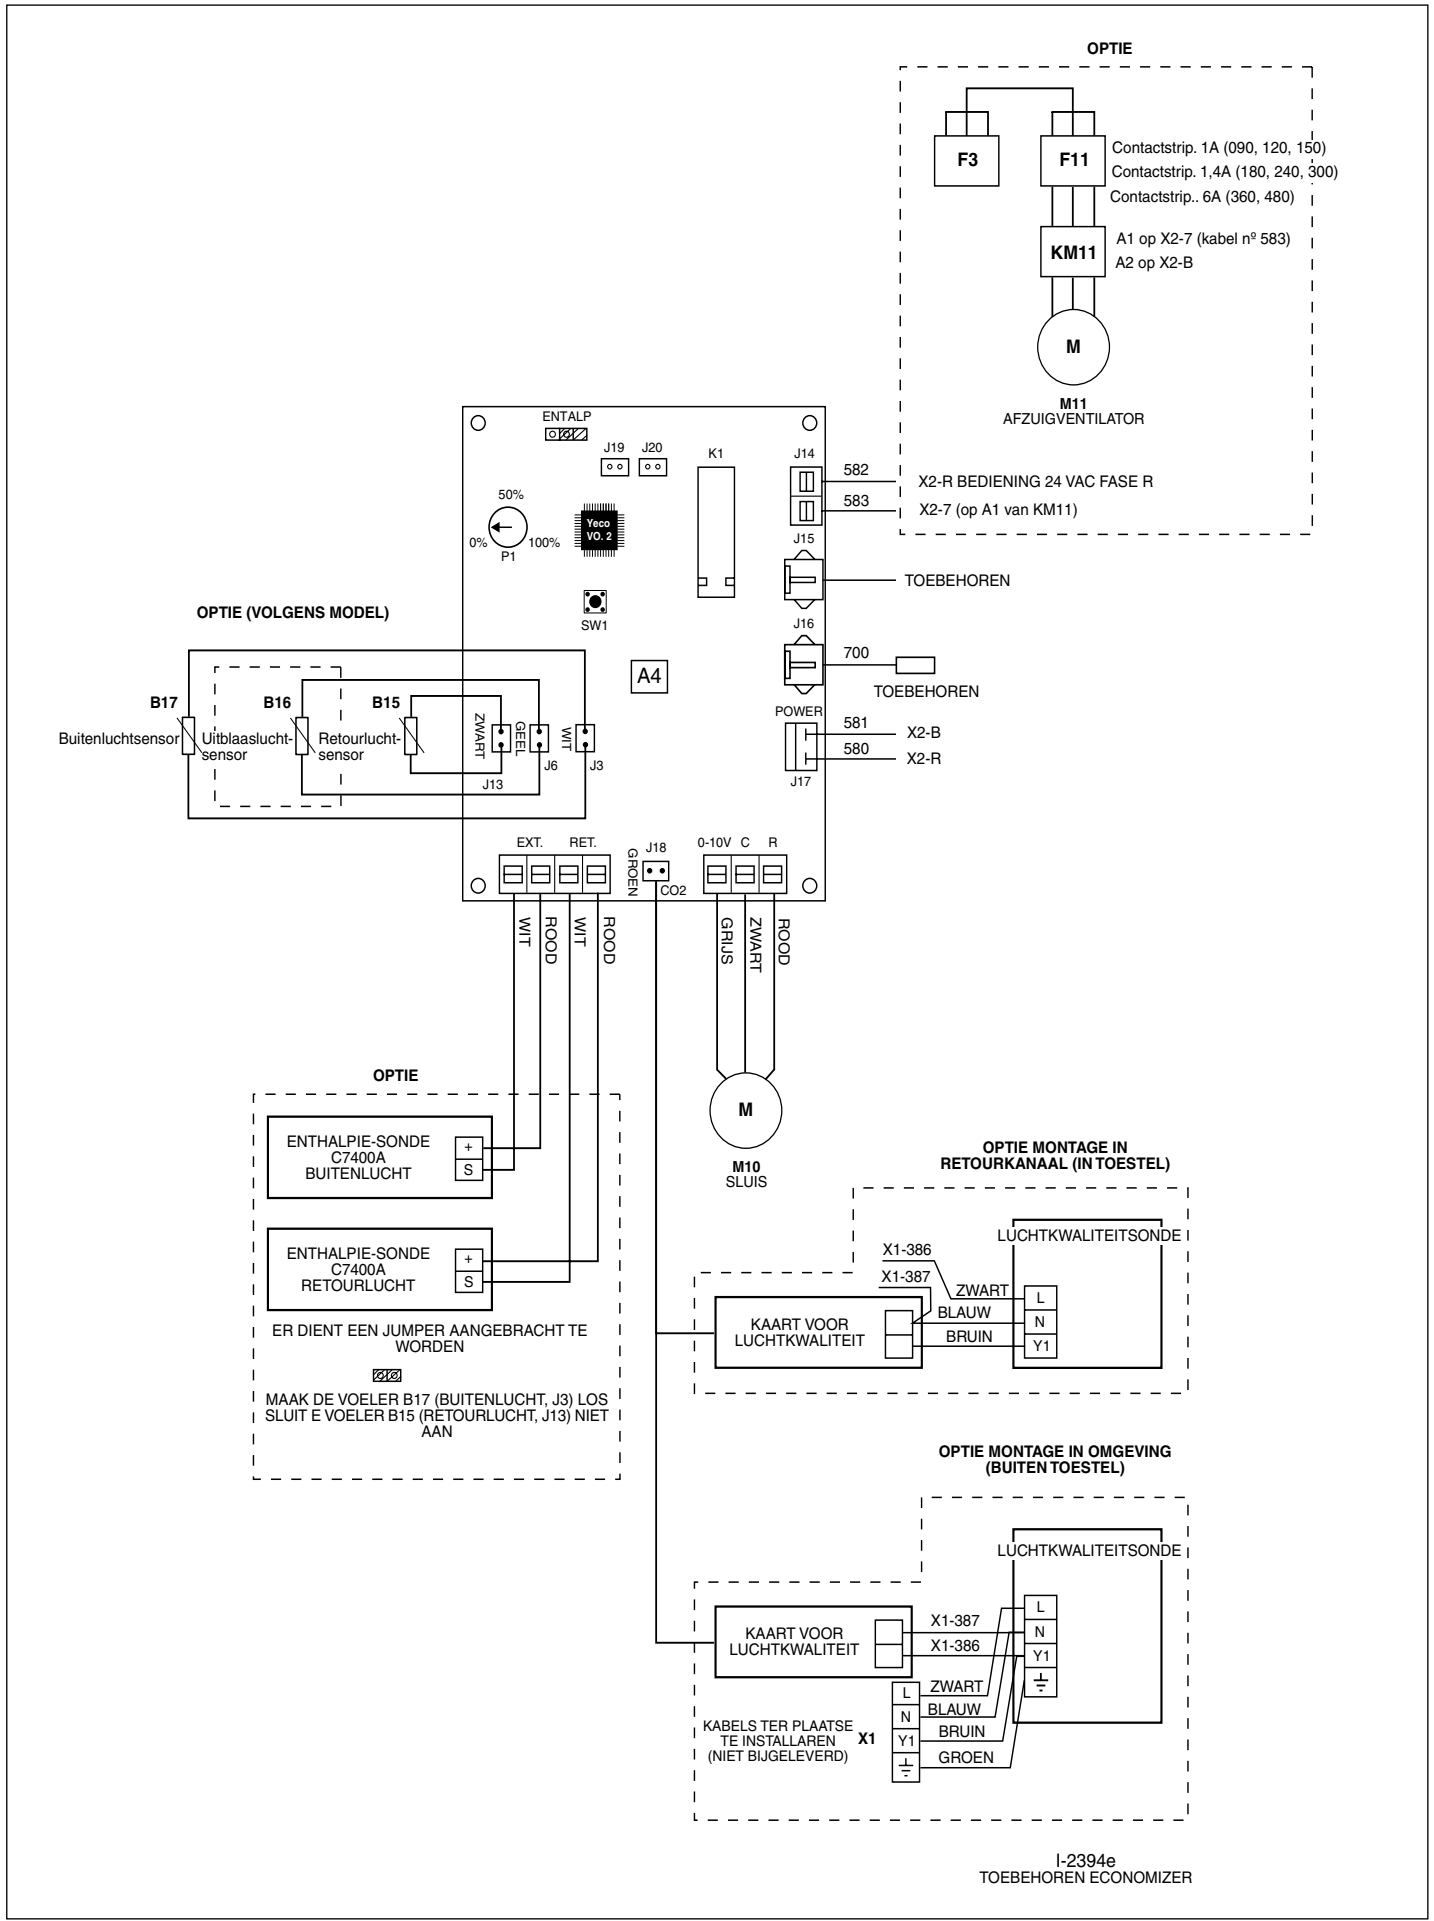 OPTIE
F3
F11
Contactstrip. 1A (090, 120, 150)
Contactstrip. 1,4A (180, 240, 300)
Contactstrip.. 6A (360, 480)
KM11
A1 op X2-7 (kabel nº 583)
A2 op X2-B
M
M11
AFZUIGVENTILATOR
ENTALP
J19
J20
K1
J14
582
X2-R BEDIENING 24 VAC FASE R
583
X2-7 (op A1 van KM11)
50%
0%
100%
P1
Yeco
VO. 2
J15
TOEBEHOREN
SW1
J16
700
TOEBEHOREN
A4
OPTIE (VOLGENS MODEL)
B17
B16
B15
Buitenluchtsensor
Uitblaaslucht-
sensor
Retourlucht-
sensor
ZWART
GEEL
WIT
J13
J6
J3
POWER
581
X2-B
580
X2-R
J17
EXT.
RET.
GROEN
J18
CO2
0-10V
C
R
WIT
ROOD
WIT
ROOD
GRIJS
ZWART
ROOD
M
M10
SLUIS
OPTIE
ENTHALPIE-SONDE
C7400A
BUITENLUCHT
+
S
ENTHALPIE-SONDE
C7400A
RETOURLUCHT
+
S
ER DIENT EEN JUMPER AANGEBRACHT TE
WORDEN
MAAK DE VOELER B17 (BUITENLUCHT, J3) LOS
SLUIT E VOELER B15 (RETOURLUCHT, J13) NIET
AAN
OPTIE MONTAGE IN
RETOURKANAAL (IN TOESTEL)
LUCHTKWALITEITSONDE
X1-386
X1-387
ZWART
BLAUW
BRUIN
L
N
Y1
KAART VOOR
LUCHTKWALITEIT
OPTIE MONTAGE IN OMGEVING
(BUITEN TOESTEL)
LUCHTKWALITEITSONDE
KAART VOOR
LUCHTKWALITEIT
X1-387
X1-386
L
N
Y1
KABELS TER PLAATSE
TE INSTALLAREN
(NIET BIJGELEVERD)
X1
L
N
Y1
ZWART
BLAUW
BRUIN
GROEN
I-2394e
TOEBEHOREN ECONOMIZER